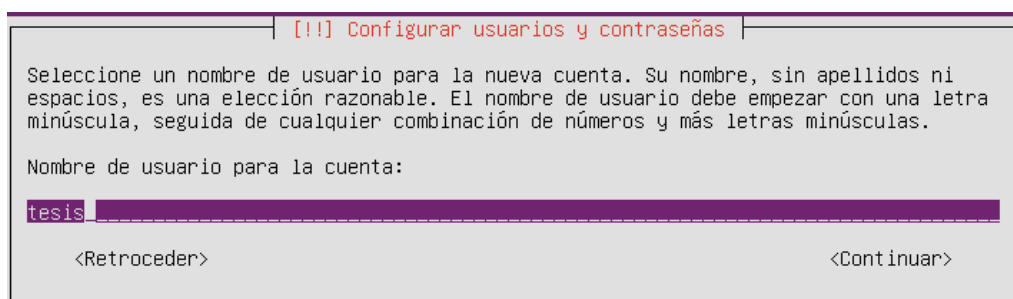 [!!] Configurar usuarios y contraseñas
Seleccione un nombre de usuario para la nueva cuenta. Su nombre, sin apellidos ni
espacios, es una elección razonable. El nombre de usuario debe empezar con una letra
minúscula, seguida de cualquier combinación de números y más letras minúsculas.
Nombre de usuario para la cuenta:
tesis
<Retroceder> <Continuar>